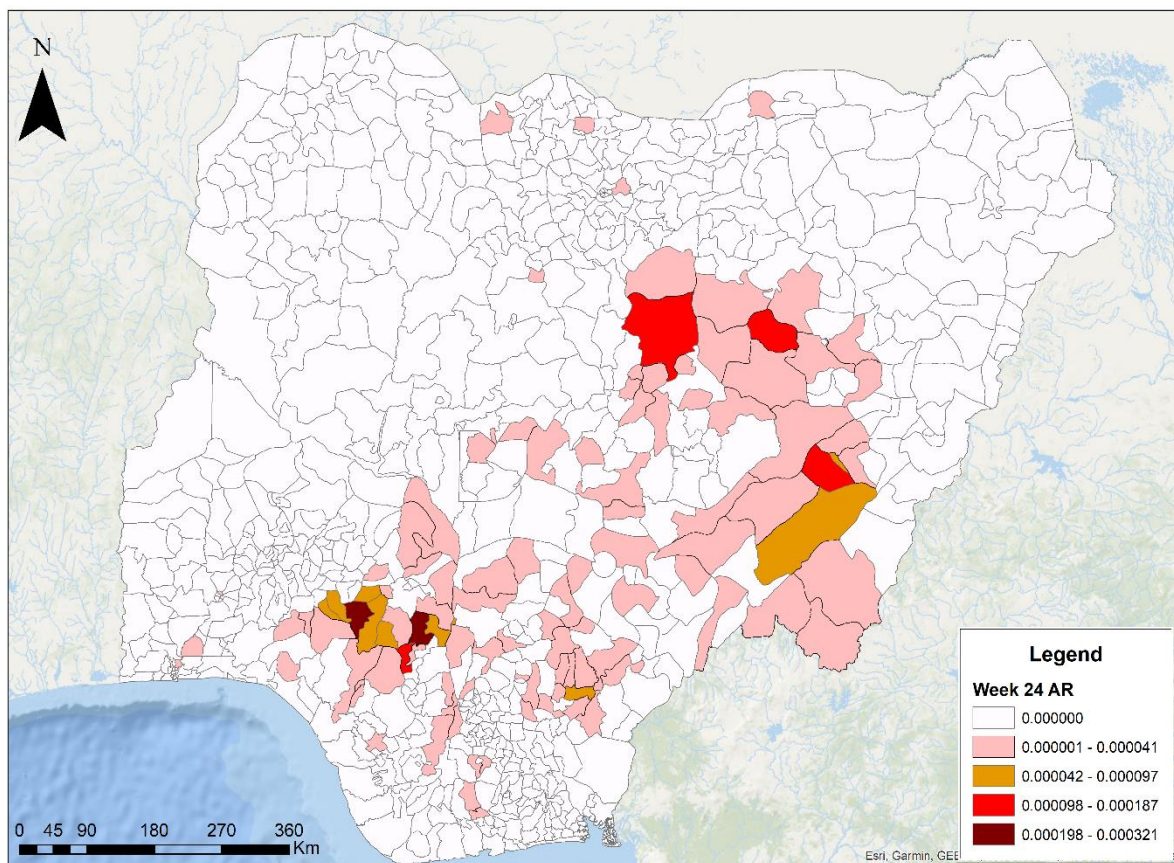 N
Legend
Week 24 AR
0.000000
0.000001 - 0.000041
0.000042 - 0.000097
0.000098 - 0.000187
0.000198 - 0.000321
0 45 90 180 270 360
Km
Esri, Garmin, GEB